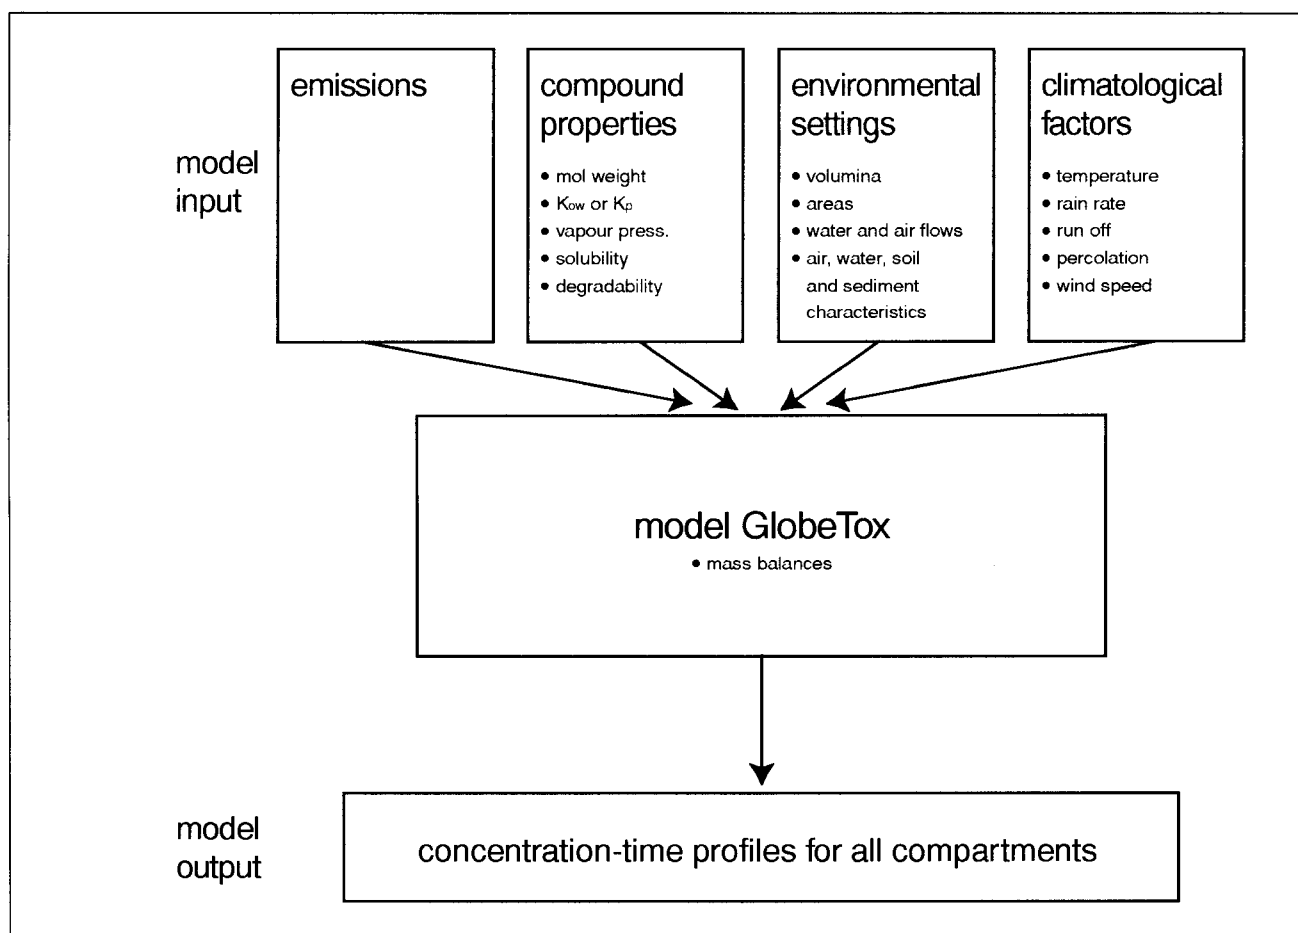 model
input
emissions
compound
properties
• mol weight
• Kow or Kp
• vapour press.
• solubility
• degradability
environmental
settings
• volumina
• areas
• water and air flows
• air, water, soil
and sediment
characteristics
climatological
factors
• temperature
• rain rate
• run off
• percolation
• wind speed
model GlobeTox
• mass balances
model
output
concentration-time profiles for all compartments